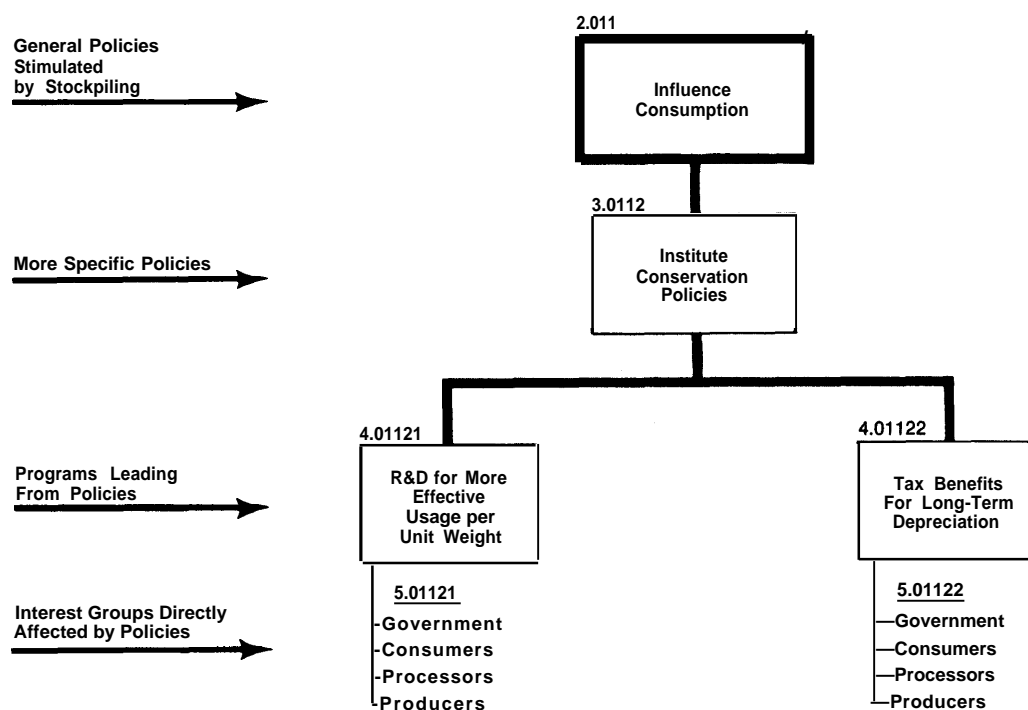 2.011
General Policies
Stimulated
by Stockpiling
Influence
Consumption
3.0112
More Specific Policies
Institute
Conservation
Policies
4.01121
4.01122
Programs Leading
From Policies
R&D for More
Effective
Usage per
Unit Weight
Tax Benefits
For Long-Term
Depreciation
Interest Groups Directly
Affected by Policies
5.01121
-Government
-Consumers
-Processors
-Producers
5.01122
—Government
—Consumers
—Processors
—Producers